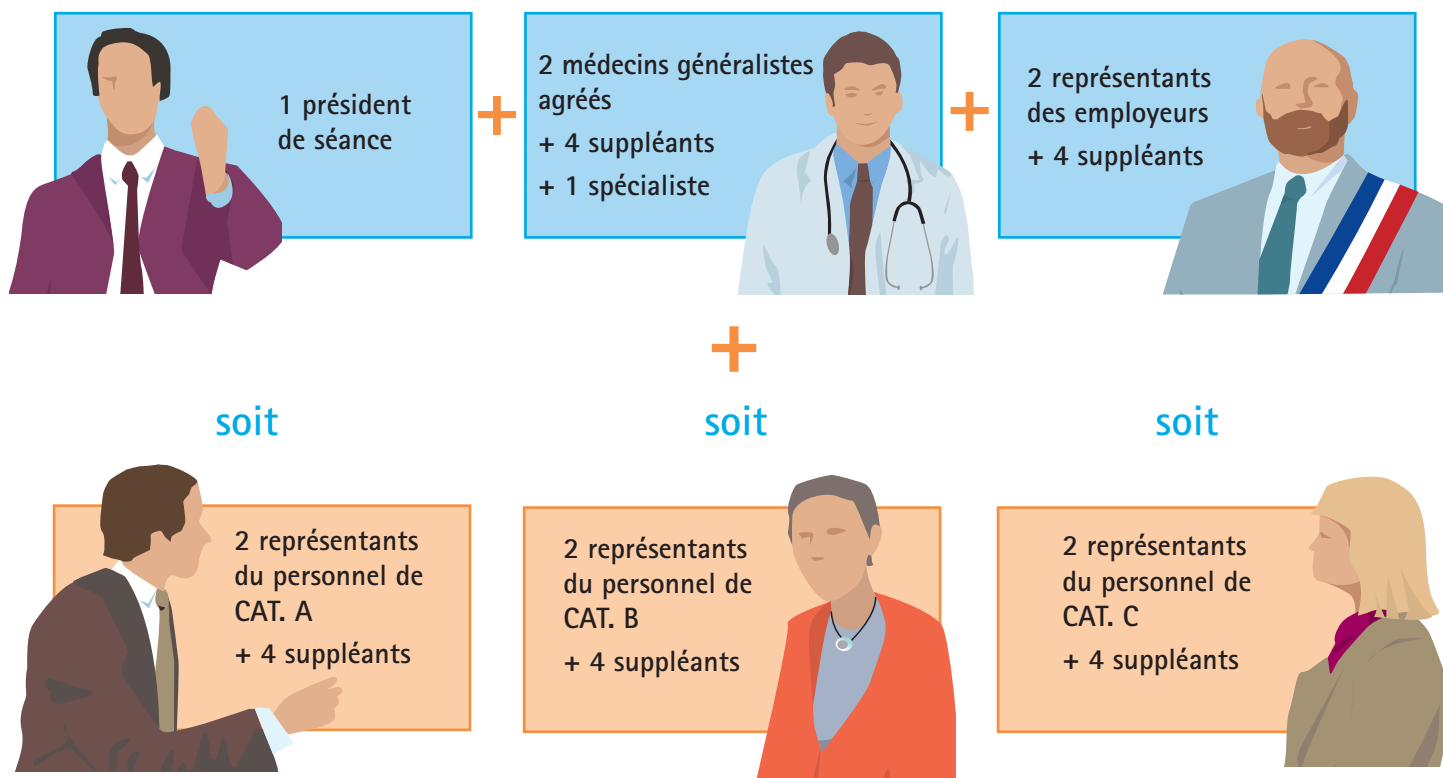 1 président
de séance
+
2 médecins généralistes
agréés
+ 4 suppléants
+ 1 spécialiste
+
2 représentants
des employeurs
+ 4 suppléants
+
soit
soit
soit
2 représentants
du personnel de
CAT. A
+ 4 suppléants
2 représentants
du personnel de
CAT. B
+ 4 suppléants
2 représentants
du personnel de
CAT. C
+ 4 suppléants